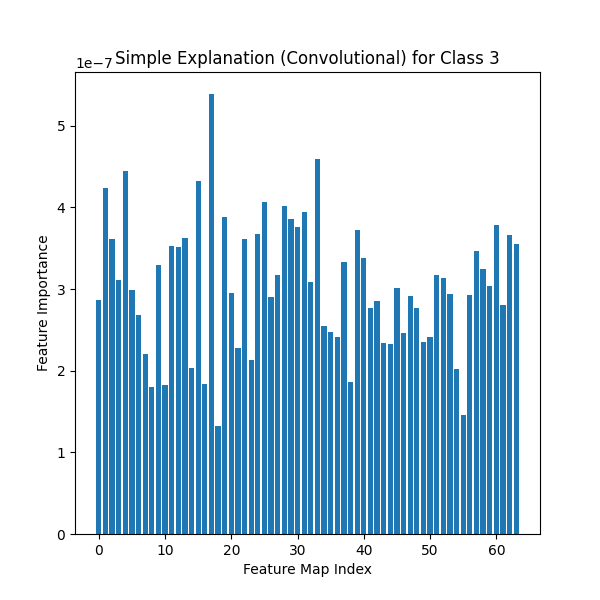 Simple Explanation (Convolutional) for Class 3
1e−7
5
4
3
2
1
0
Feature Importance
0 10 20 30 40 50 60
Feature Map Index